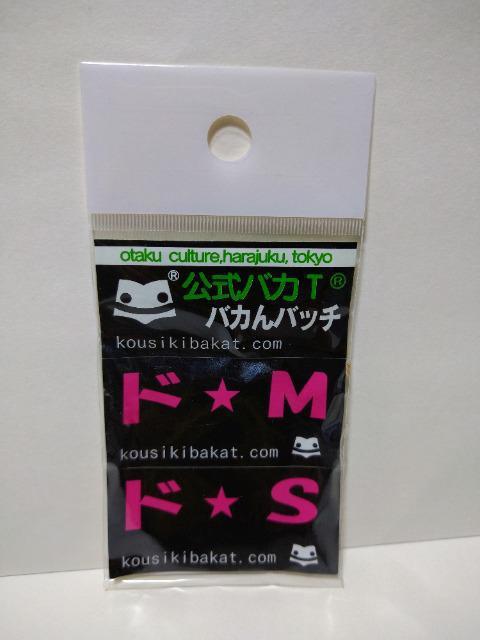 otaku culture,harajuku,tokyo
® 公式バカT®
バカんバッチ
kousikibakat.com
ド★M
kousikibakat.com
ド★S
kousikibakat.com